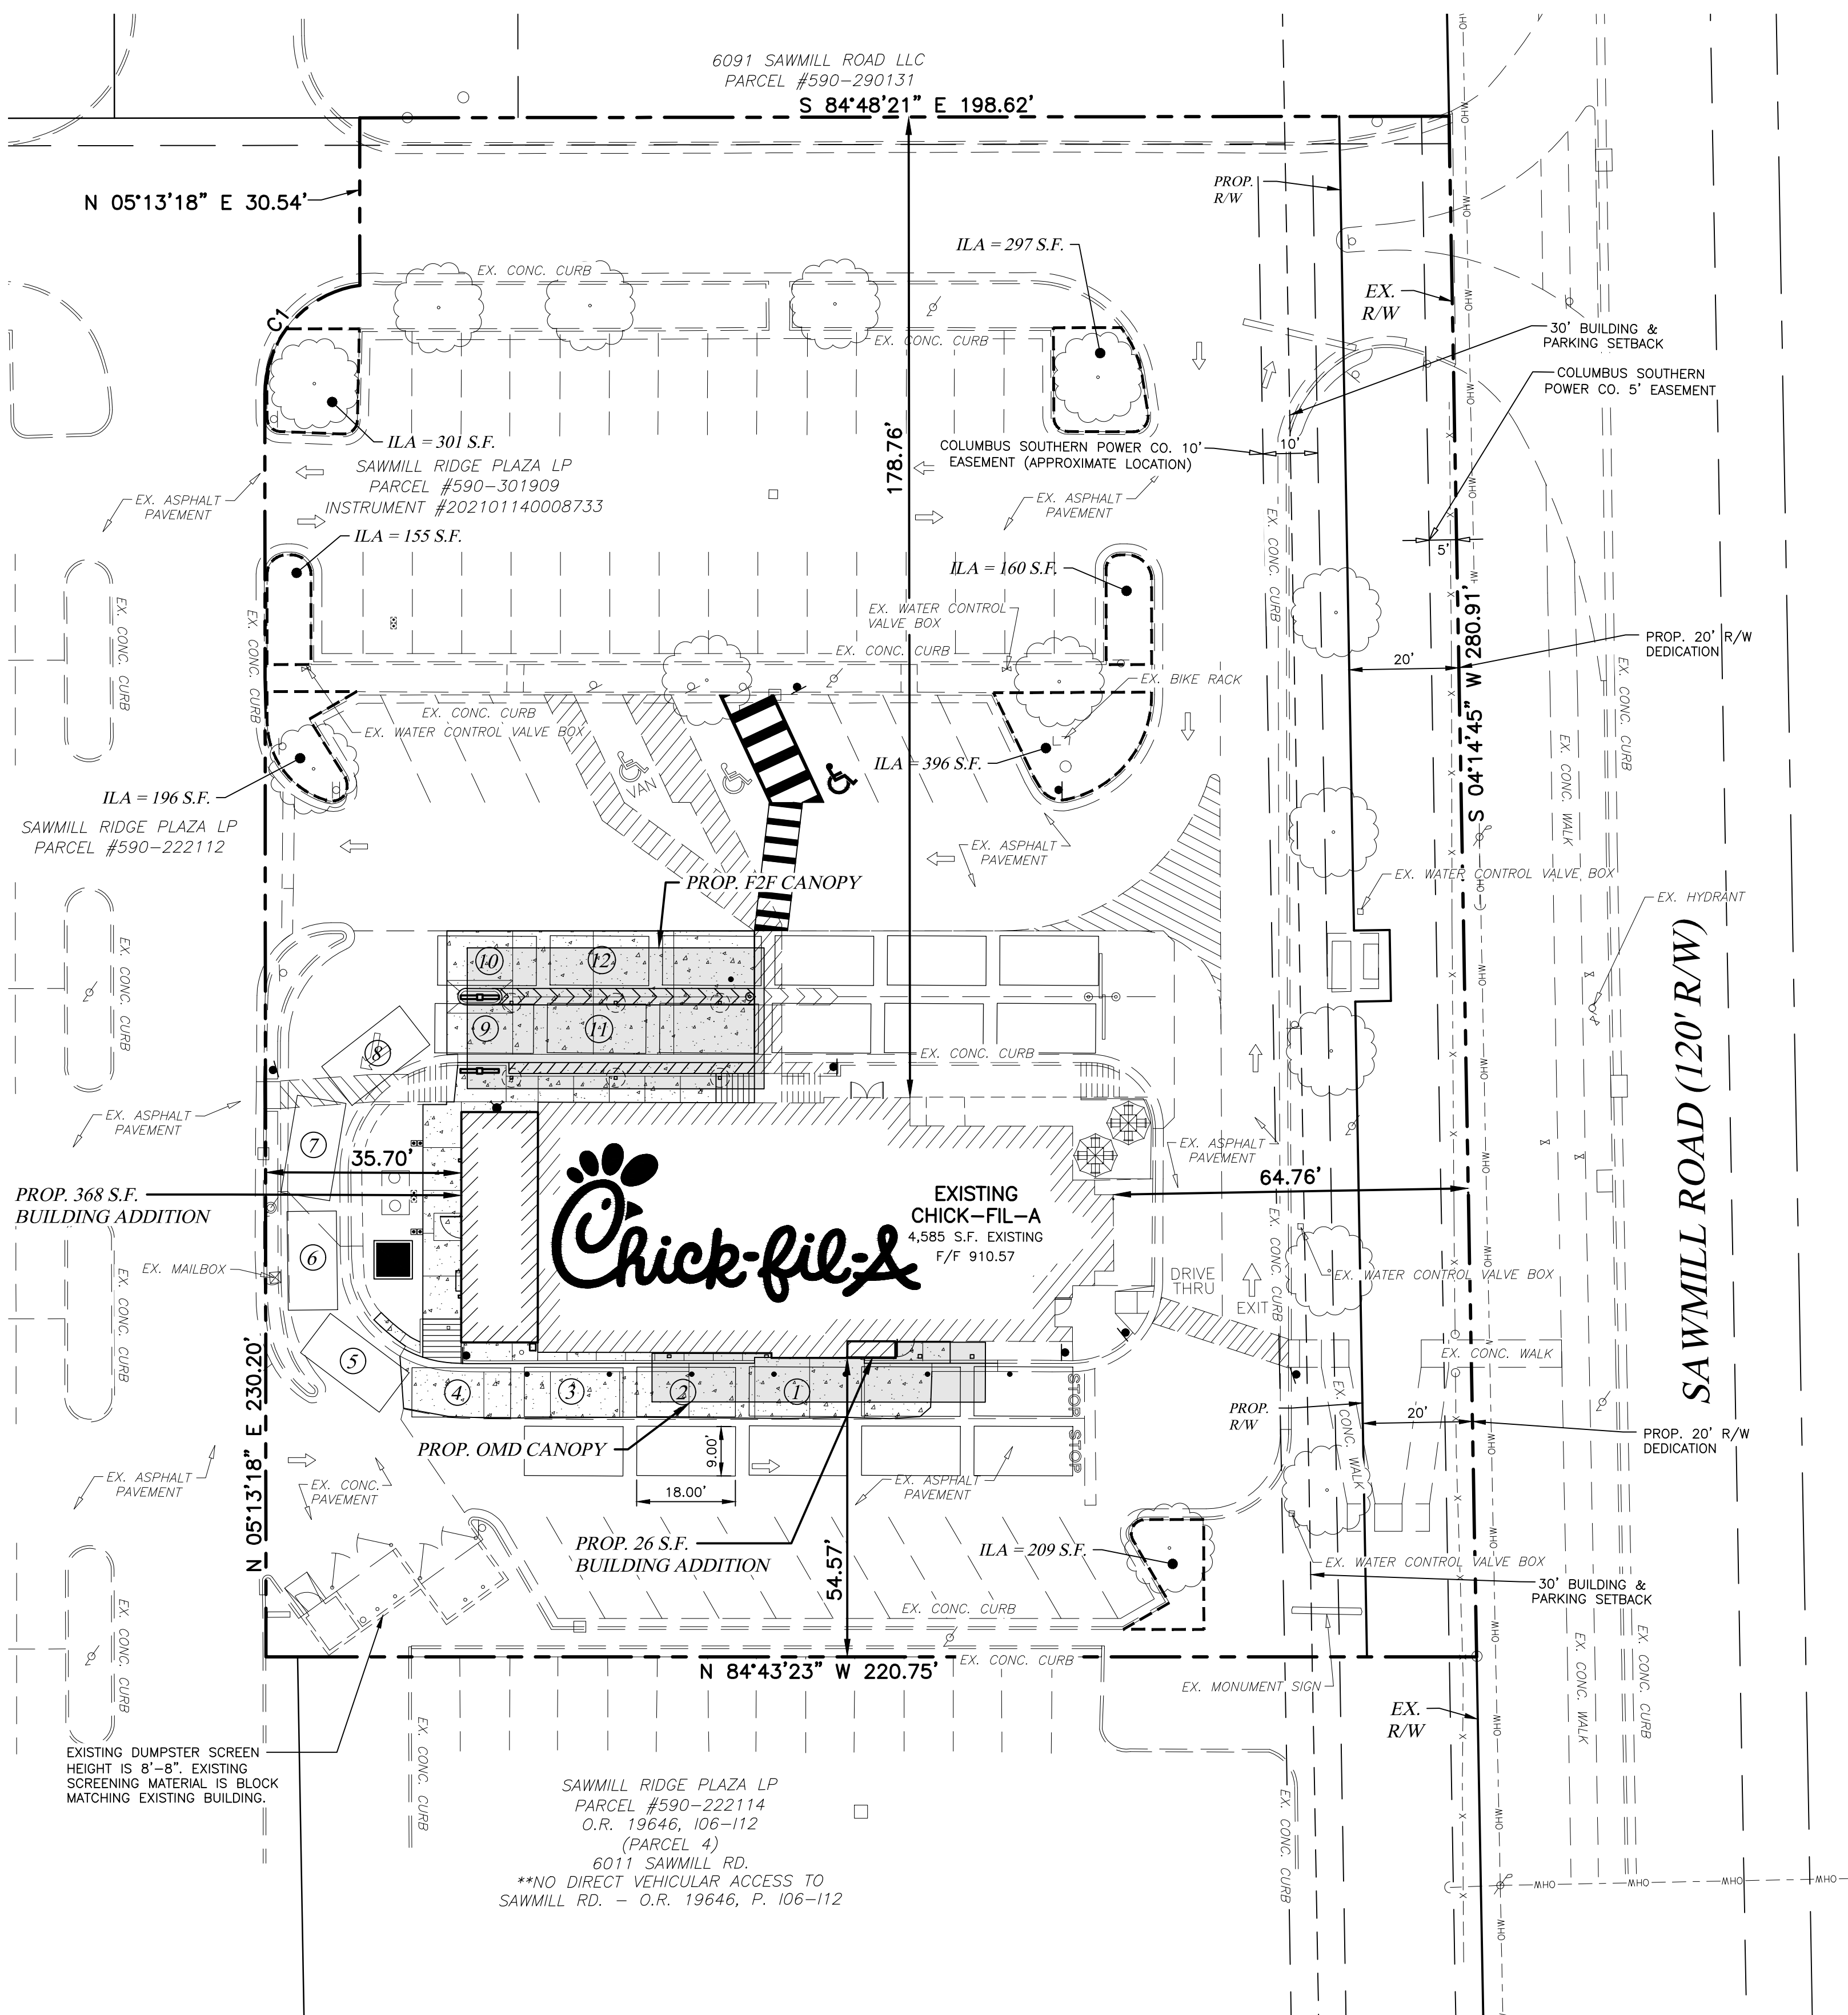 6091 SAWMILL ROAD LLC
PARCEL #590-290131
S 84°48'21" E 198.62'
N 05°13'18" E 30.54'
PROP.
R/W
ILA = 297 S.F.
EX. CONC. CURB
C1
EX.
R/W
30' BUILDING &
PARKING SETBACK
EX. CONC. CURB
COLUMBUS SOUTHERN
POWER CO. 5' EASEMENT
ILA = 301 S.F.
178.76'
COLUMBUS SOUTHERN POWER CO. 10'
EASEMENT (APPROXIMATE LOCATION)
10'
SAWMILL RIDGE PLAZA LP
PARCEL #590-301909
INSTRUMENT #202101140008733
EX. ASPHALT
PAVEMENT
EX. ASPHALT
PAVEMENT
EX. CONC. CURB
ILA = 155 S.F.
5'
ILA = 160 S.F.
EX. CONC. CURB
EX. CONC. CURB
EX. WATER CONTROL
VALVE BOX
S 04°14'45" W 280.91'
PROP. 20' R/W
DEDICATION
20'
EX. CONC. CURB
EX. BIKE RACK
EX. CONC. CURB
EX. CONC. CURB
EX. WATER CONTROL VALVE BOX
VAN
ILA = 396 S.F.
EX. CONC. WALK
ILA = 196 S.F.
SAWMILL RIDGE PLAZA LP
PARCEL #590-222112
EX. ASPHALT
PAVEMENT
EX. WATER CONTROL VALVE BOX
PROP. F2F CANOPY
EX. HYDRANT
SAWMILL ROAD (120' R/W)
EX. CONC. CURB
10
12
9
11
8
EX. CONC. CURB
EX. ASPHALT
PAVEMENT
7
35.70'
EX. ASPHALT
PAVEMENT
64.76'
PROP. 368 S.F.
BUILDING ADDITION
Chick-fil-A
EXISTING
CHICK-FIL-A
4,585 S.F. EXISTING
F/F 910.57
EX. CONC. CURB
6
EX. MAILBOX
EX. CONC. CURB
DRIVE
THRU
EXIT
EX. WATER CONTROL VALVE BOX
5
EX. CONC. WALK
4
3
2
1
STOP
STOP
PROP.
R/W
EX. CONC. WALK
20'
PROP. 20' R/W
DEDICATION
PROP. OMD CANOPY
9.00'
18.00'
N 05°13'18" E 230.20'
EX. ASPHALT
PAVEMENT
EX. CONC.
PAVEMENT
EX. ASPHALT
PAVEMENT
PROP. 26 S.F.
BUILDING ADDITION
54.57'
ILA = 209 S.F.
EX. WATER CONTROL VALVE BOX
30' BUILDING &
PARKING SETBACK
EX. CONC. CURB
EX. CONC. CURB
EX. CONC. CURB
N 84°43'23" W 220.75'
EX. MONUMENT SIGN
EX. CONC. WALK
EX. CONC. CURB
EX.
R/W
EX. CONC. CURB
EXISTING DUMPSTER SCREEN
HEIGHT IS 8'-8". EXISTING
SCREENING MATERIAL IS BLOCK
MATCHING EXISTING BUILDING.
SAWMILL RIDGE PLAZA LP
PARCEL #590-222114
O.R. 19646, I06-I12
(PARCEL 4)
6011 SAWMILL RD.
**NO DIRECT VEHICULAR ACCESS TO
SAWMILL RD. - O.R. 19646, P. I06-I12
EX. CONC. CURB
OHW
OHW
OHW
OHW